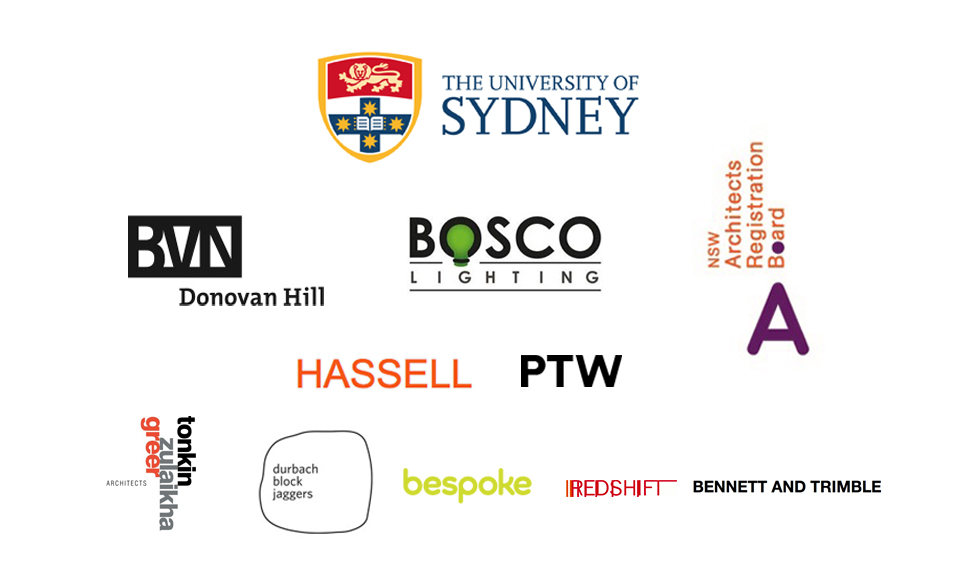 THE UNIVERSITY OF
SYDNEY
NSW
Architects
Registration
Board
A
BVN
Donovan Hill
BOSCO
LIGHTING
HASSELL
PTW
tonkin
zulaikha
greer
ARCHITECTS
durbach
block
jaggers
bespoke
REDSHIFT
BENNETT AND TRIMBLE